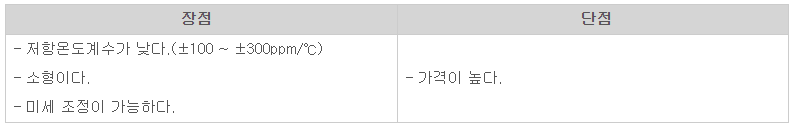 장점 단점
- 저항온도계수가 낮다.(±100 ~ ±300ppm/℃)
- 소형이다.
- 미세 조정이 가능하다.
- 가격이 높다.